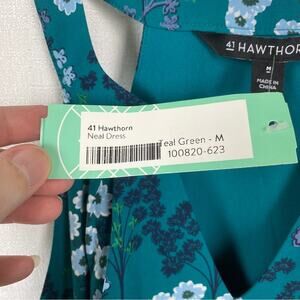 41 HAWTHORN
M
MADE IN
CHINA
41 Hawthorn
Neal Dress
Teal Green - M
100820-623